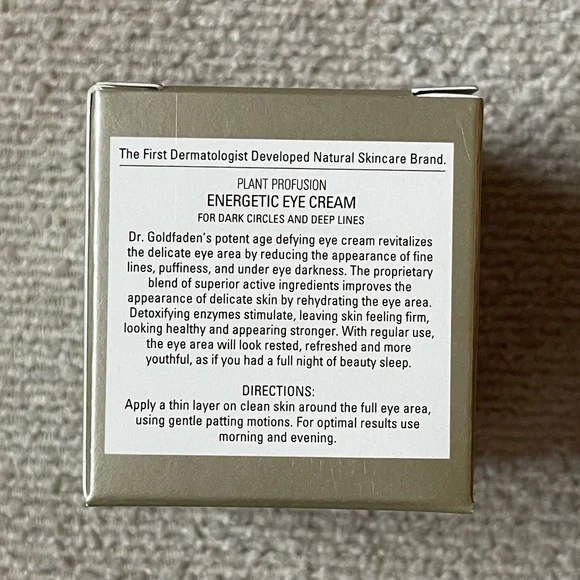 The First Dermatologist Developed Natural Skincare Brand.
PLANT PROFUSION
ENERGETIC EYE CREAM
FOR DARK CIRCLES AND DEEP LINES
Dr. Goldfaden's potent age defying eye cream revitalizes
the delicate eye area by reducing the appearance of fine
lines, puffiness, and under eye darkness. The proprietary
blend of superior active ingredients improves the
appearance of delicate skin by rehydrating the eye area.
Detoxifying enzymes stimulate, leaving skin feeling firm,
looking healthy and appearing stronger. With regular use,
the eye area will look rested, refreshed and more
youthful, as if you had a full night of beauty sleep.
DIRECTIONS:
Apply a thin layer on clean skin around the full eye area,
using gentle patting motions. For optimal results use
morning and evening.